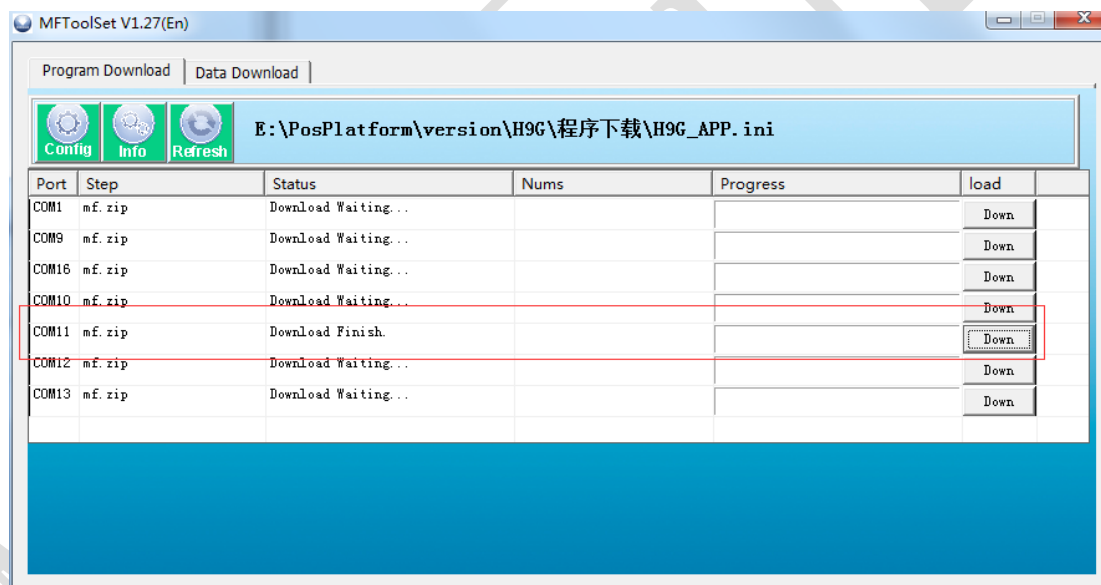 MFToolSet V1.27(En)
Program Download Data Download
Config Info Refresh E:\PosPlatform\version\H9G\程序下载\H9G_APP.ini
Port Step Status Nums Progress load
COM1 mf.zip Download Waiting... Down
COM9 mf.zip Download Waiting... Down
COM16 mf.zip Download Waiting... Down
COM10 mf.zip Download Waiting... Down
COM11 mf.zip Download Finish. Down
COM12 mf.zip Download Waiting... Down
COM13 mf.zip Download Waiting... Down